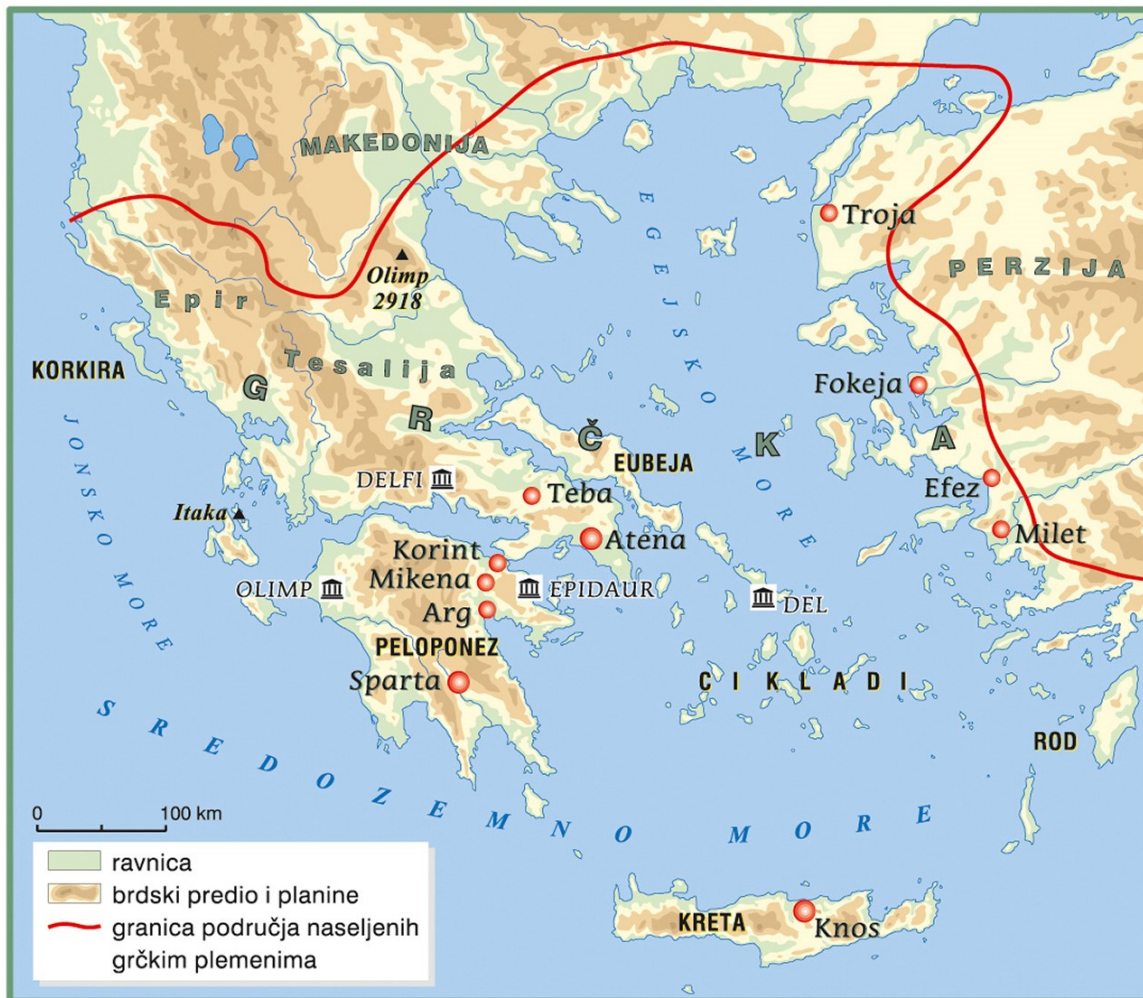 MAKEDONIJA
EGEJSKO MORE
Troja
Olimp
2918
PERZIJA
Epir
KORKIRA
Tesalija
Fokeja
GRČKA
JONSKO MORE
EUBEJA
DELFI
Teba
Efez
Itaka
Atena
Milet
Korint
Mikena
OLIMP
EPIDAUR
DEL
Arg
PELOPONEZ
Sparta
CIKLADI
ROD
SREDOZEMNO MORE
0 100 km
ravnica
brdski predio i planine
granica područja naseljenih
grčkim plemenima
KRETA
Knos